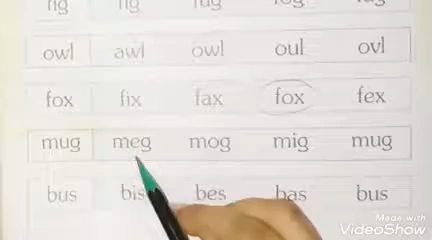 owl awl owl oul ovl
fox fix fax fox fex
mug meg mog mig mug
bus bis bes bas bus
Made with
VideoShow